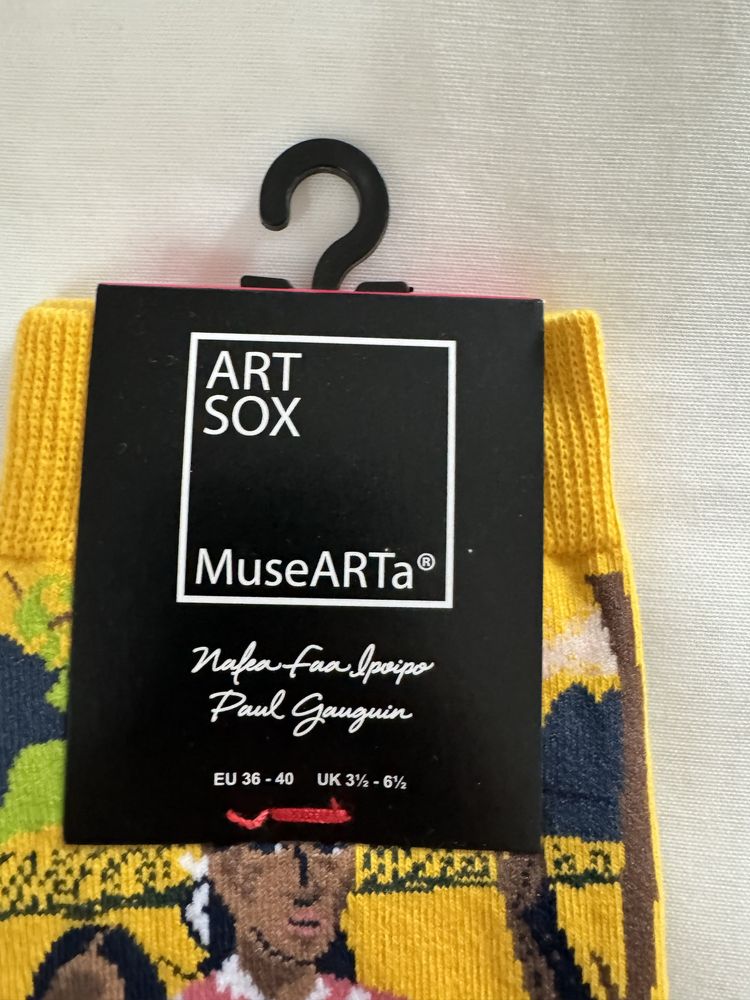 ART
SOX
MuseARTa®
Nafea Faa Ipoipo
Paul Gauguin
EU 36 - 40 UK 3½ - 6½